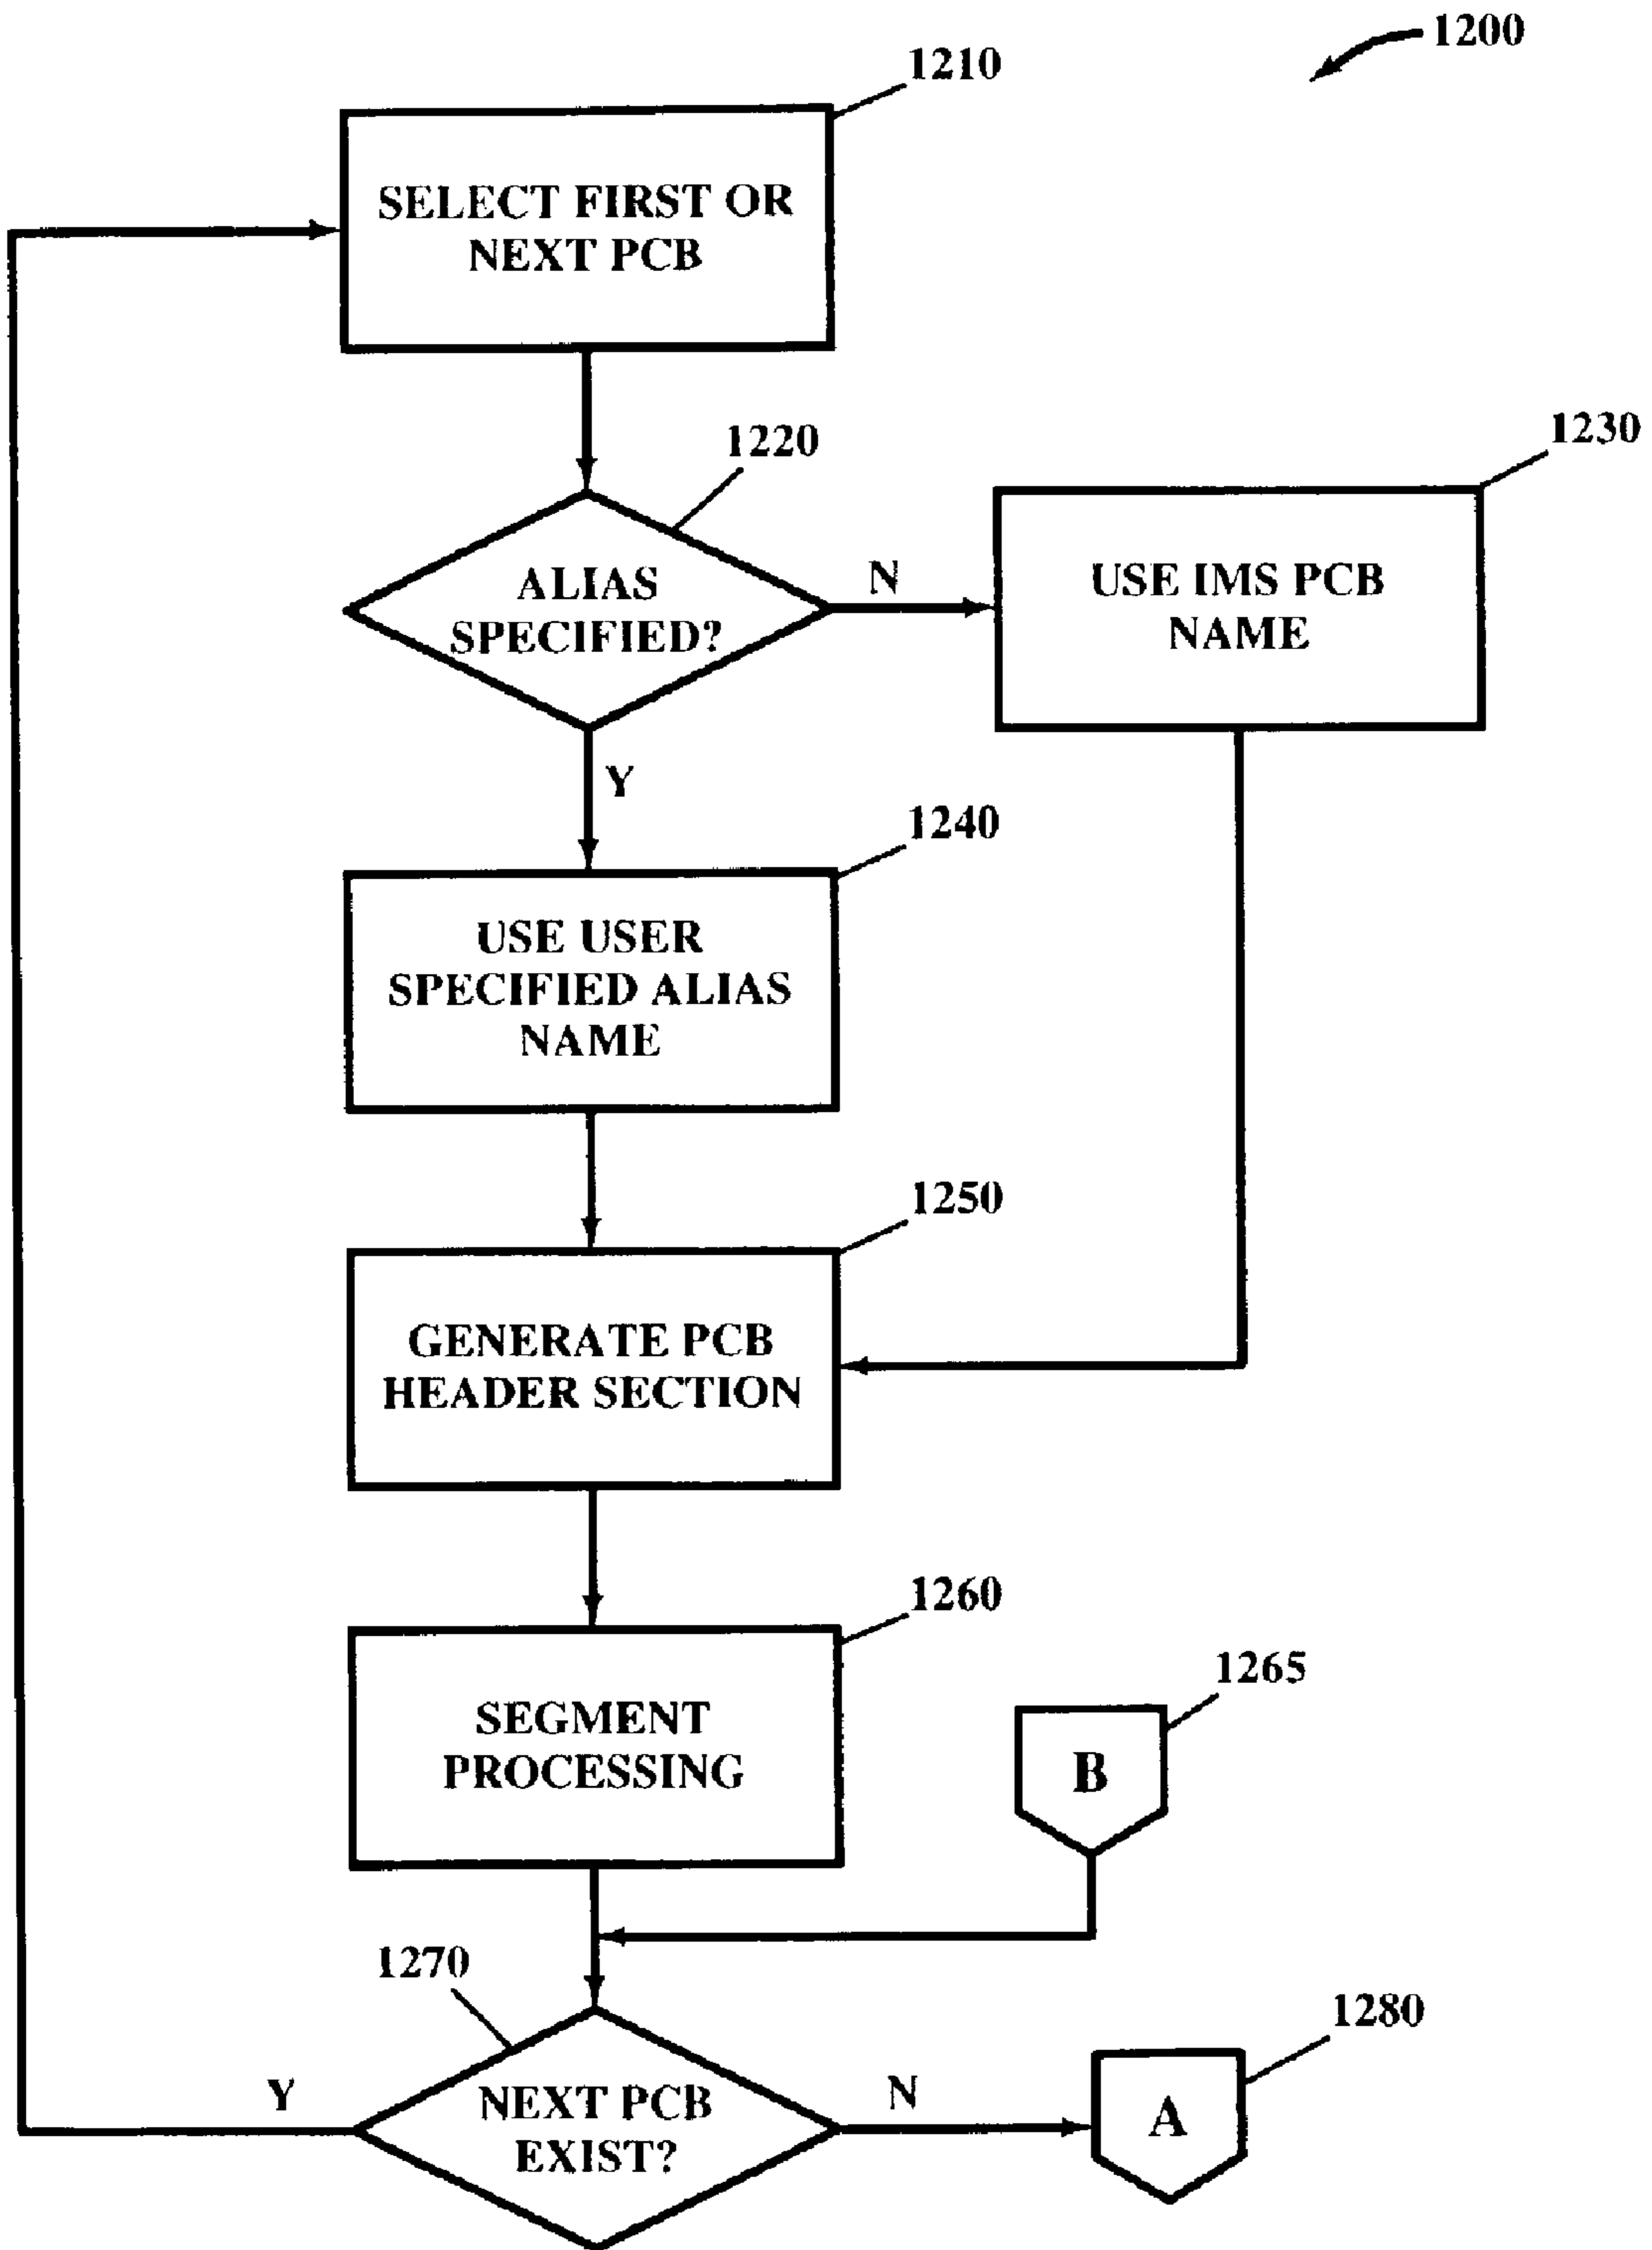 1200
1210
SELECT FIRST OR
NEXT PCB
1220
ALIAS
SPECIFIED?
N
1230
USE IMS PCB
NAME
Y
1240
USE USER
SPECIFIED ALIAS
NAME
1250
GENERATE PCB
HEADER SECTION
1260
SEGMENT
PROCESSING
1265
B
1270
NEXT PCB
EXIST?
Y
N
1280
A